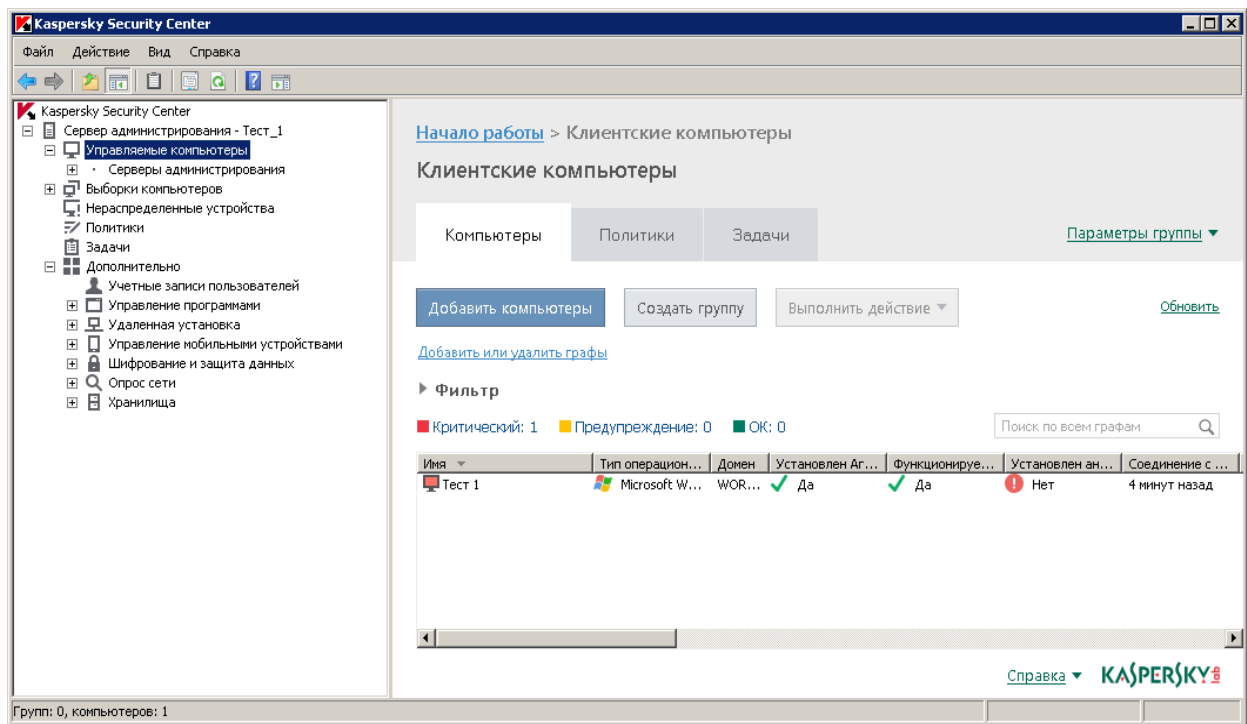 Kaspersky Security Center
Файл Действие Вид Справка
Kaspersky Security Center
Сервер администрирования - Тест_1
Управляемые компьютеры
Серверы администрирования
Выборки компьютеров
Нераспределенные устройства
Политики
Задачи
Дополнительно
Учетные записи пользователей
Управление программами
Удаленная установка
Управление мобильными устройствами
Шифрование и защита данных
Опрос сети
Хранилища
Начало работы > Клиентские компьютеры
Клиентские компьютеры
Компьютеры Политики Задачи Параметры группы
Добавить компьютеры Создать группу Выполнить действие Обновить
Добавить или удалить графы
Фильтр
Критический: 1 Предупреждение: 0 ОК: 0 Поиск по всем графам
Имя Тип операцион... Домен Установлен Аг... Функционируе... Установлен ан... Соединение с ...
Тест 1 Microsoft W... WOR... Да Да Нет 4 минут назад
Справка KASPERSKY lab
Групп: 0, компьютеров: 1